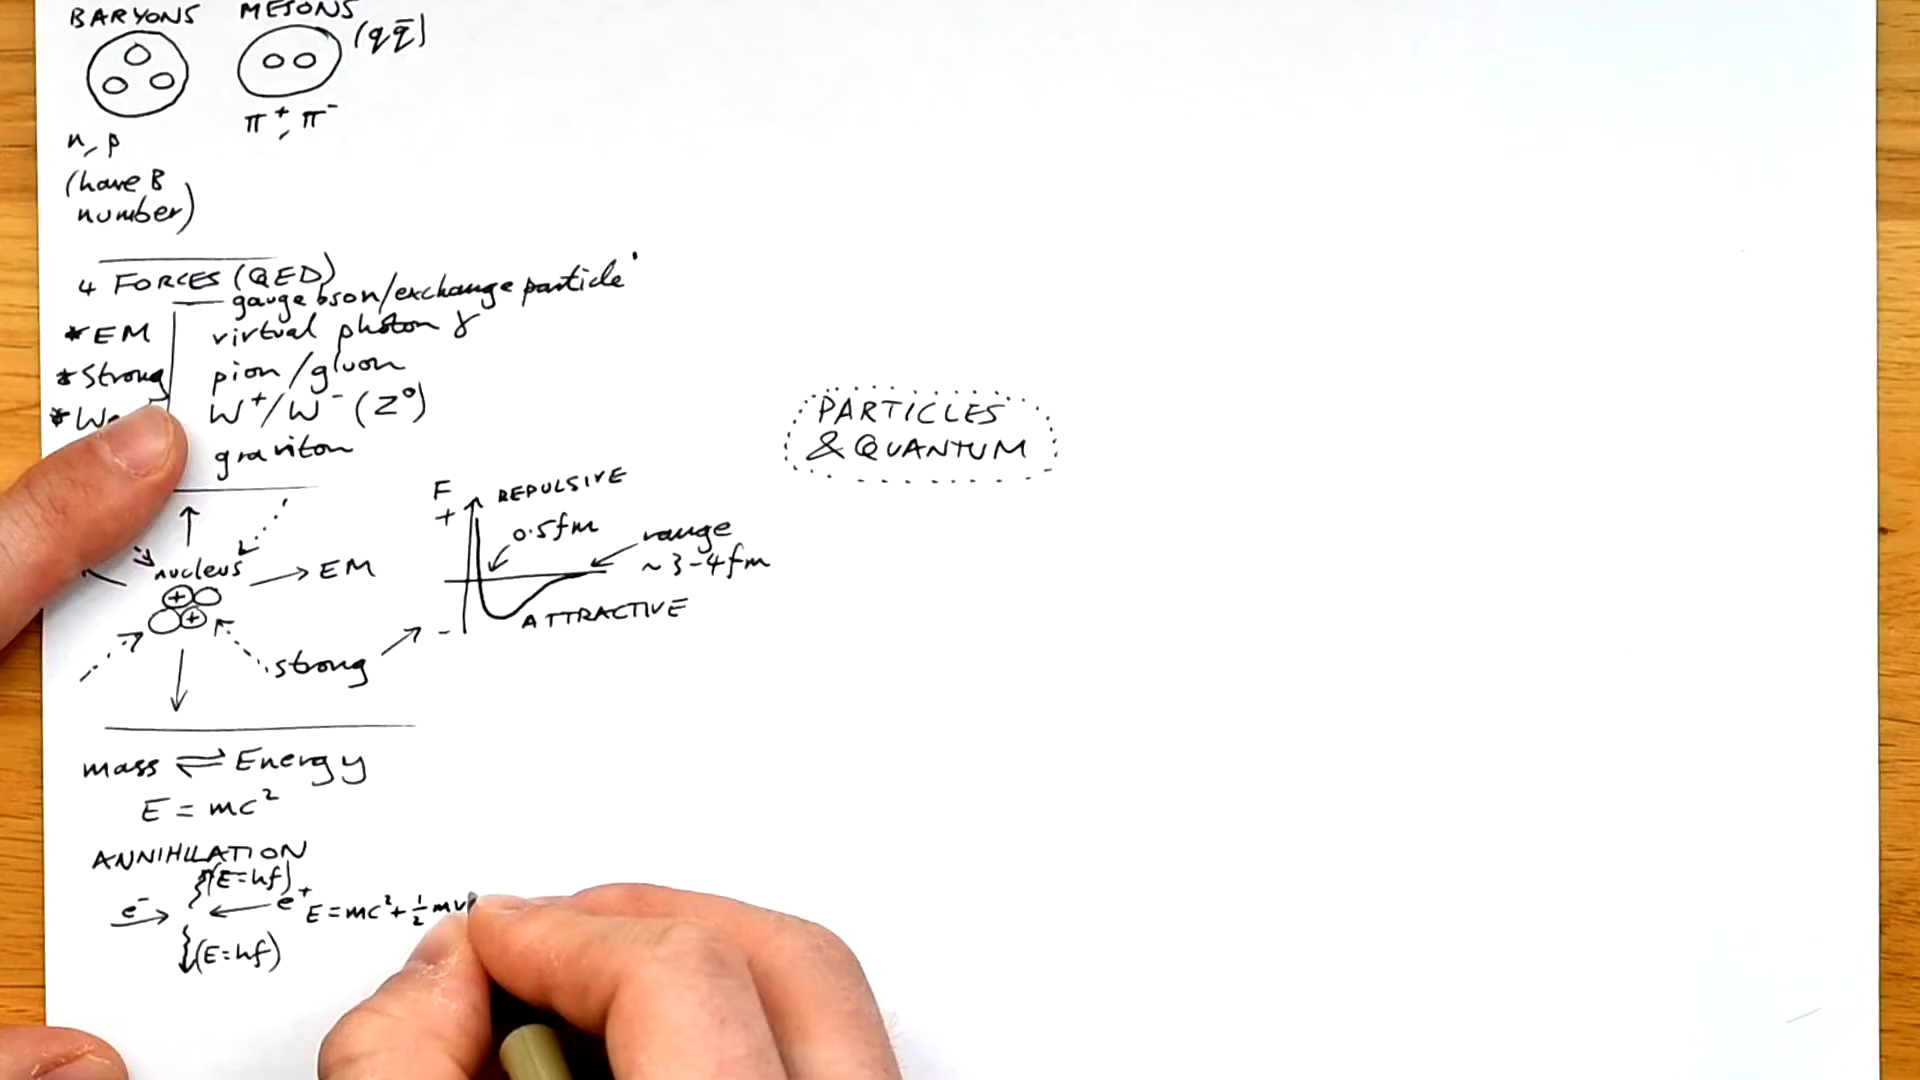 BARYONS
MESONS
(qq̄)
n, p
π⁺, π⁻
(have B
number)
4 FORCES (QED)
gauge bson/exchange particle
* EM
virtual photon γ
* Strong
pion/gluon
W⁺/W⁻ (Z⁰)
graviton
PARTICLES
& QUANTUM
F
+
REPULSIVE
0.5fm
range
~3-4fm
ATTRACTIVE
-
nucleus
+
+
EM
strong
mass ⇌ Energy
E = mc²
ANNIHILATION
(E=hf)
e⁻
e⁺
E = mc² + ½mv
(E=hf)